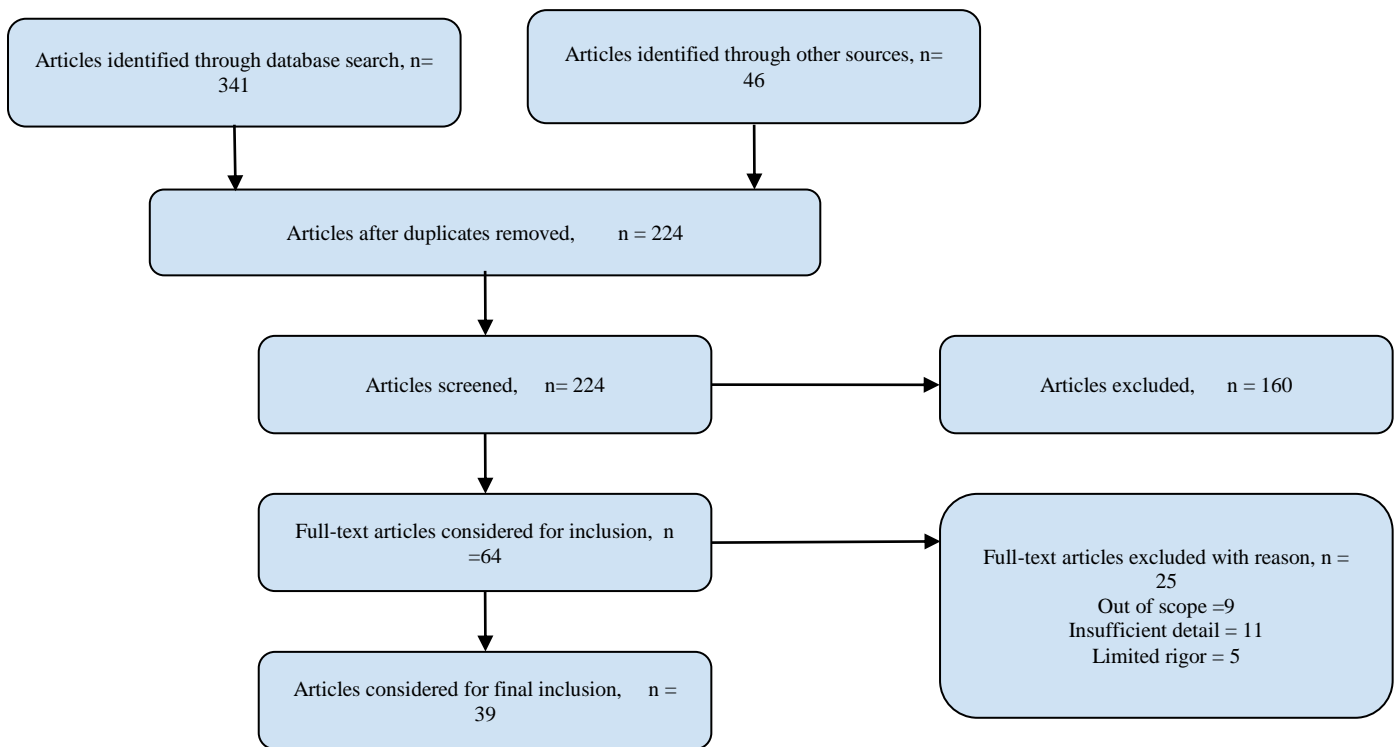 Articles identified through database search, n=
341
Articles identified through other sources, n=
46
Articles after duplicates removed, n = 224
Articles screened, n= 224
Articles excluded, n = 160
Full-text articles considered for inclusion, n
=64
Full-text articles excluded with reason, n =
25
Out of scope =9
Insufficient detail = 11
Limited rigor = 5
Articles considered for final inclusion, n =
39